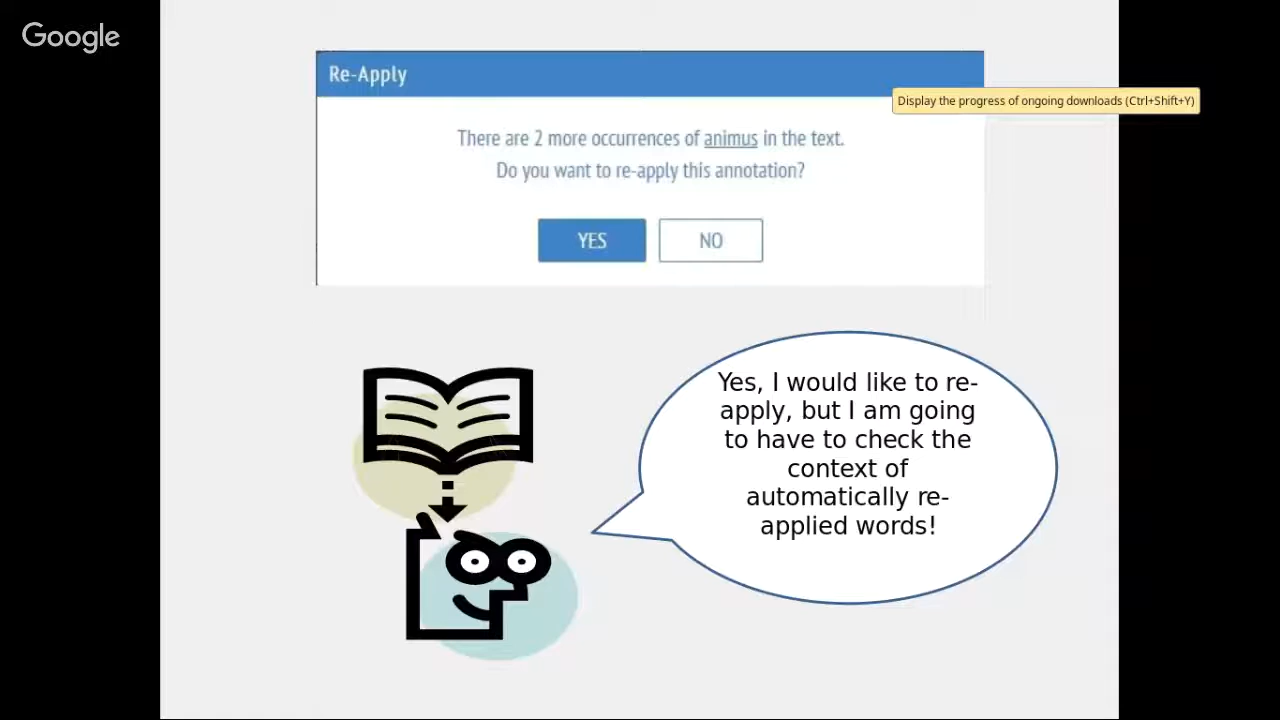 Google
Re-Apply
Display the progress of ongoing downloads (Ctrl+Shift+Y)
There are 2 more occurrences of animus in the text.
Do you want to re-apply this annotation?
YES
NO
Yes, I would like to re-
apply, but I am going
to have to check the
context of
automatically re-
applied words!